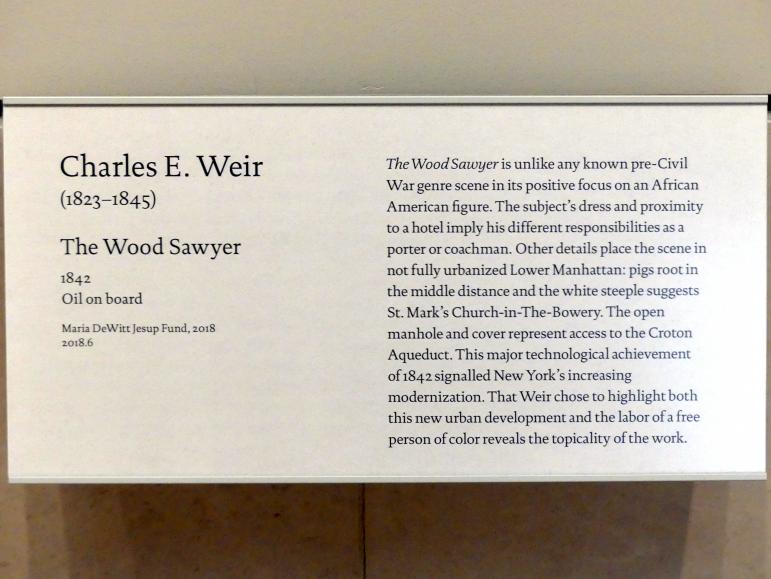 Charles E. Weir
(1823–1845)
The Wood Sawyer
1842
Oil on board
Maria DeWitt Jesup Fund, 2018
2018.6
The Wood Sawyer is unlike any known pre-Civil
War genre scene in its positive focus on an African
American figure. The subject's dress and proximity
to a hotel imply his different responsibilities as a
porter or coachman. Other details place the scene in
not fully urbanized Lower Manhattan: pigs root in
the middle distance and the white steeple suggests
St. Mark's Church-in-The-Bowery. The open
manhole and cover represent access to the Croton
Aqueduct. This major technological achievement
of 1842 signalled New York's increasing
modernization. That Weir chose to highlight both
this new urban development and the labor of a free
person of color reveals the topicality of the work.